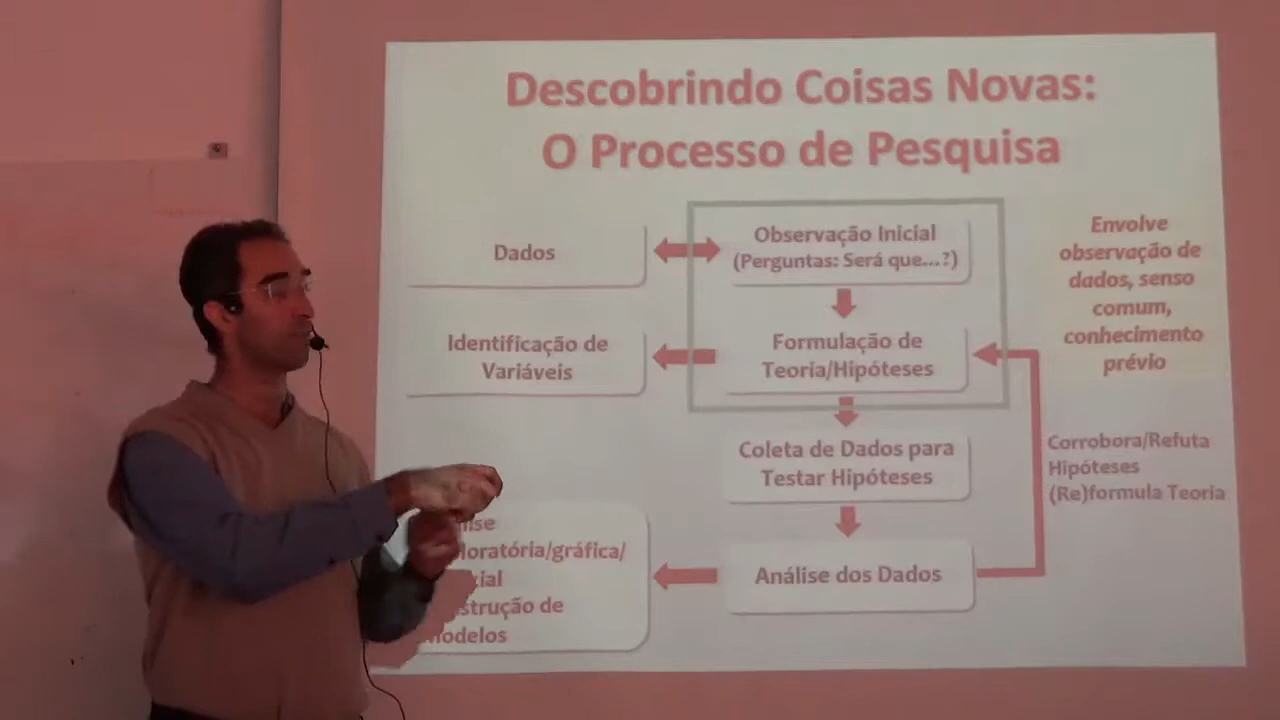 Descobrindo Coisas Novas:
O Processo de Pesquisa
Dados
Observação Inicial
(Perguntas: Será que...?)
Envolve
observação de
dados, senso
comum,
conhecimento
prévio
Identificação de
Variáveis
Formulação de
Teoria/Hipóteses
Coleta de Dados para
Testar Hipóteses
Corrobora/Refuta
Hipóteses
(Re)formula Teoria
Análise dos Dados
de